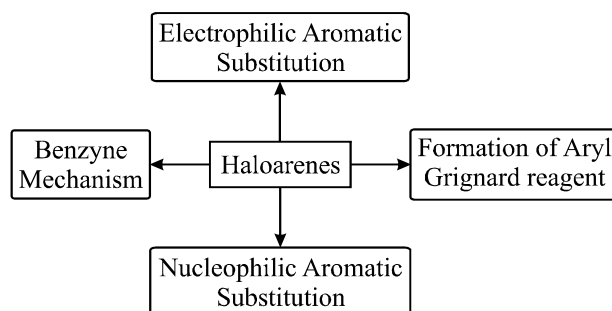 Electrophilic Aromatic
Substitution
Benzyne
Mechanism
Haloarenes
Formation of Aryl
Grignard reagent
Nucleophilic Aromatic
Substitution